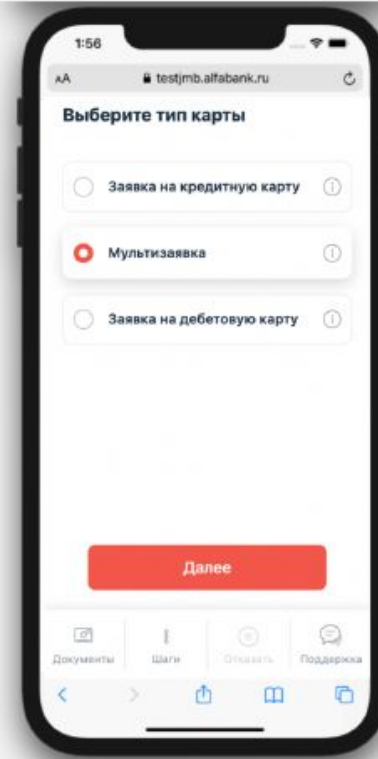 1:56
AA testjmb.alfabank.ru
Выберите тип карты
Заявка на кредитную карту
Мультизаявка
Заявка на дебетовую карту
Далее
Документы Шаги Отказать Поддержка